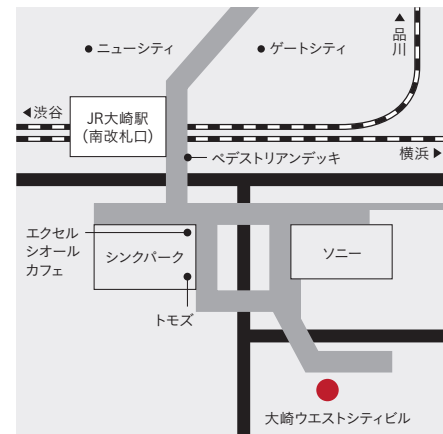 ▲品川
●ニューシティ
●ゲートシティ
◀渋谷
JR大崎駅
(南改札口)
横浜▶
ペデストリアンデッキ
エクセル
シオール
カフェ
シンクパーク
ソニー
トモズ
大崎ウエストシティビル